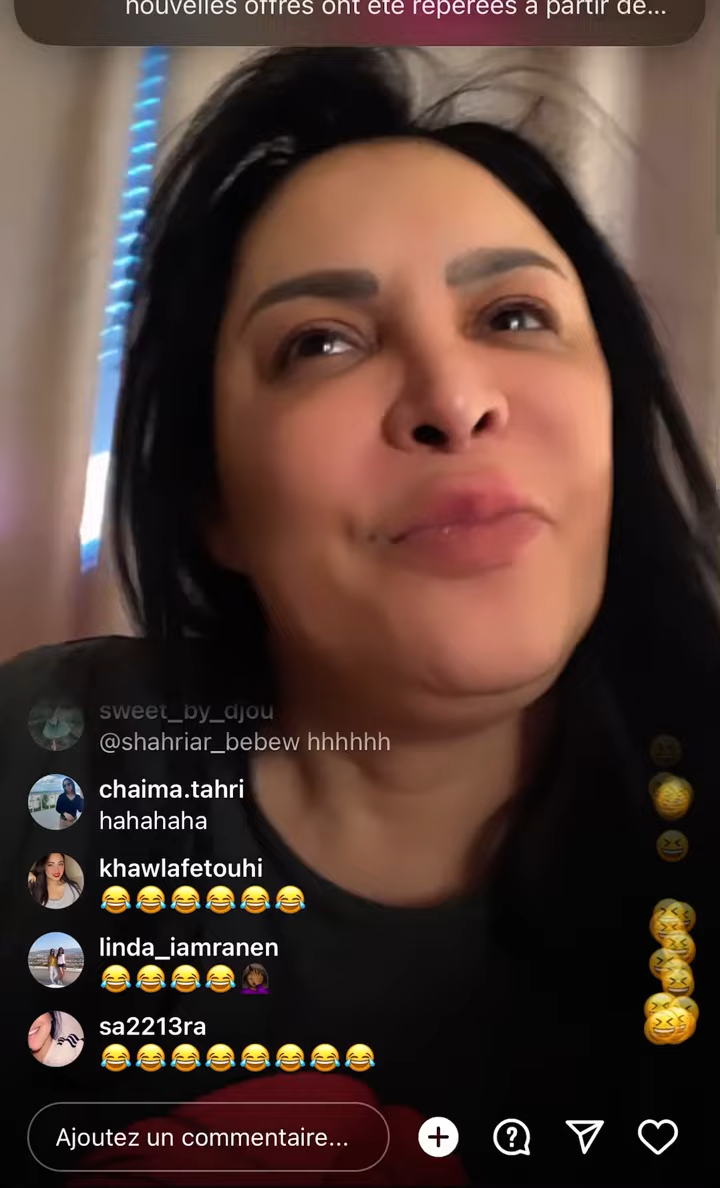 nouvelles offres ont été repérées à partir de...
sweet_by_djou
@shahriar_bebew hhhhhh
chaima.tahri
hahahaha
khawlafetouhi
😂😂😂😂😂😂
linda_iamranen
😂😂😂😂🤦🏾‍♀️
sa2213ra
😂😂😂😂😂😂😂😂
Ajoutez un commentaire...